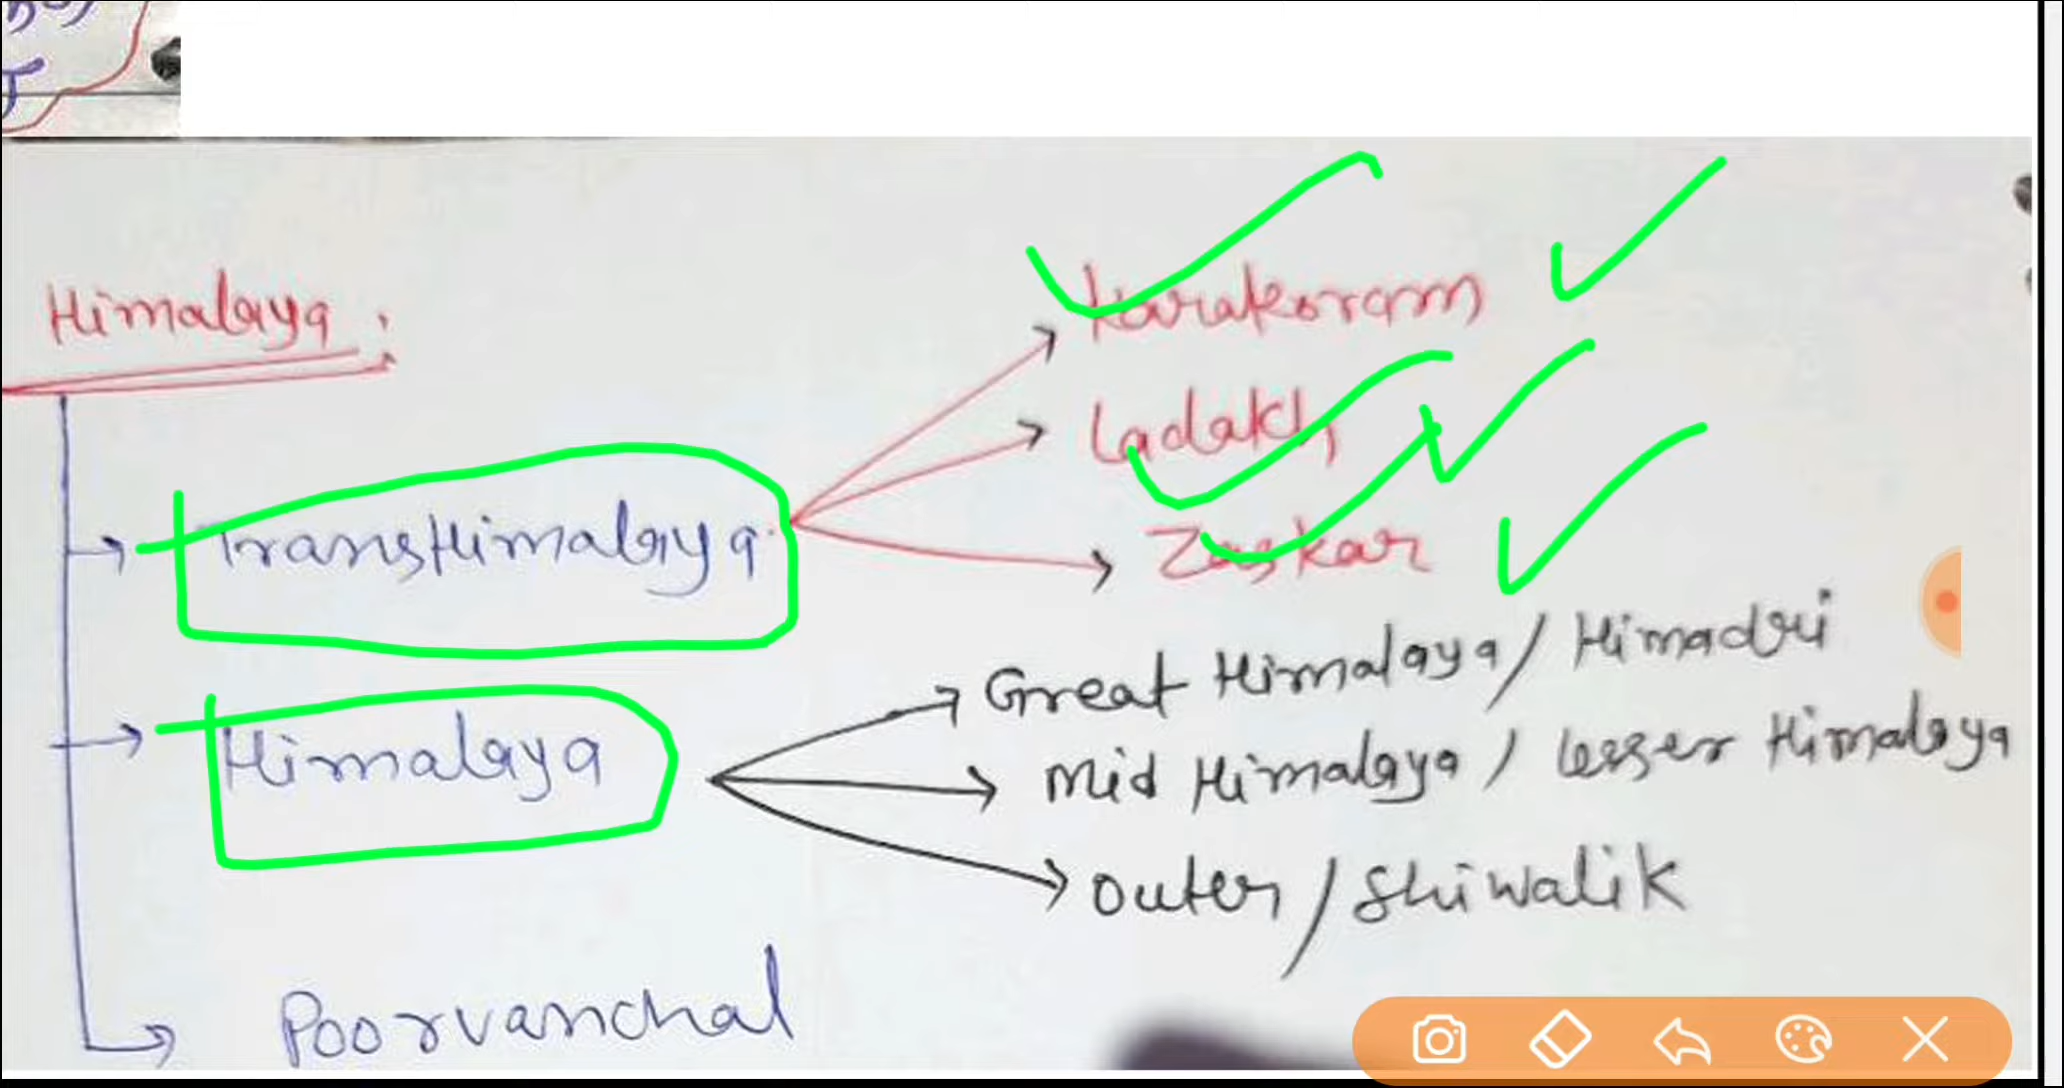 Himalaya :
Karakoram
Ladakh
Zaskar
TransHimalaya
Great Himalaya / Himadri
Himalaya
Mid Himalaya / lesser Himalaya
outer / Shiwalik
Poorvanchal